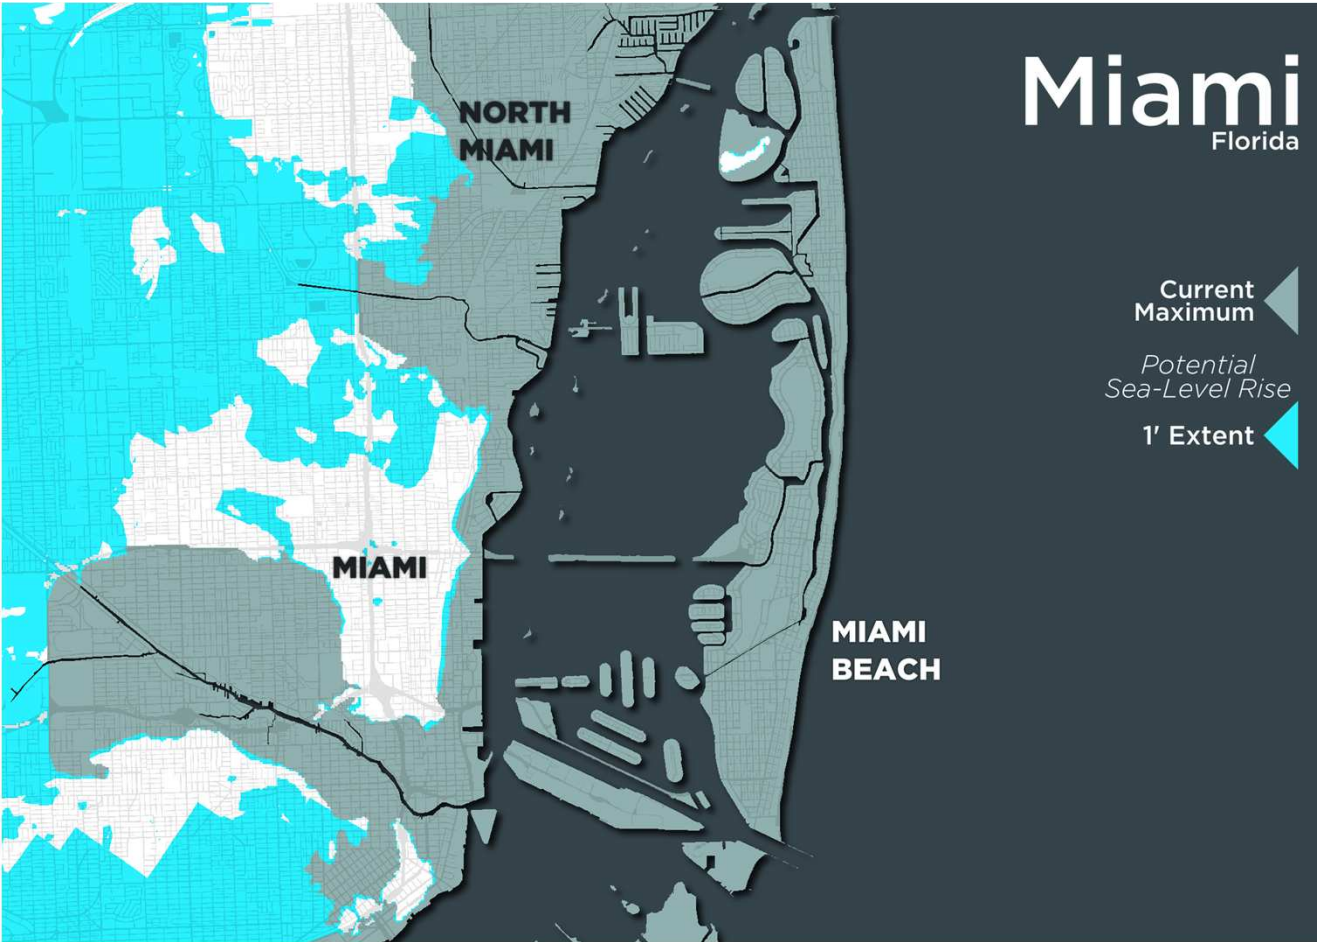 Miami
Florida
NORTH
MIAMI
Current
Maximum
Potential
Sea-Level Rise
1' Extent
MIAMI
MIAMI
BEACH